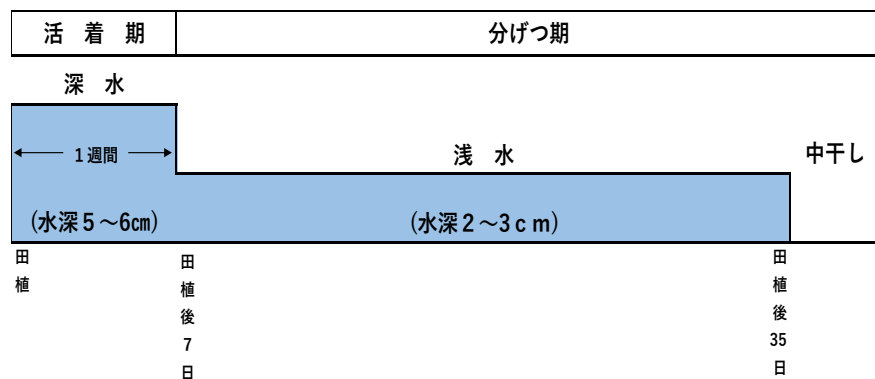 活着期
分げつ期
深水
1週間
浅水
中干し
(水深5～6㎝)
(水深2～3ｃｍ)
田植
田植後7日
田植後35日